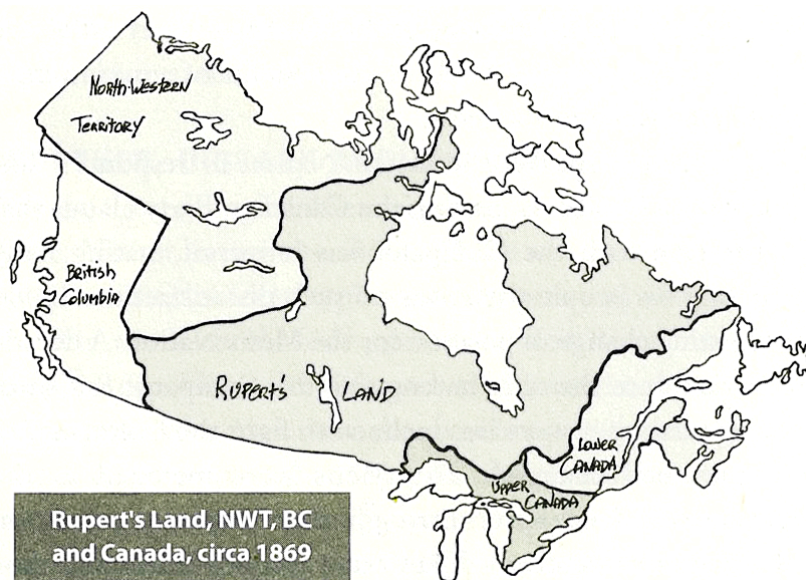 North-Western
Territory
British
Columbia
Rupert's Land
Lower
Canada
Upper
Canada
Rupert's Land, NWT, BC
and Canada, circa 1869